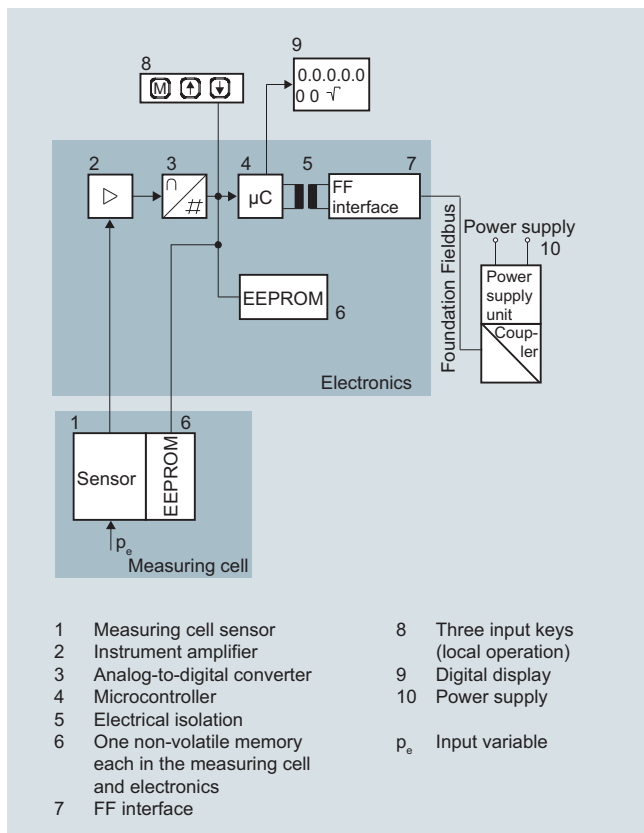 9
8
0.0.0.0.0
0 0 √
M
2
3
4
5
7
μC
FF
interface
∩
#
Power supply
10
Power
supply
unit
Coup-
ler
Foundation Fieldbus
EEPROM
6
Electronics
1
6
Sensor
EEPROM
pe
Measuring cell
1 Measuring cell sensor
2 Instrument amplifier
3 Analog-to-digital converter
4 Microcontroller
5 Electrical isolation
6 One non-volatile memory
each in the measuring cell
and electronics
7 FF interface
8 Three input keys
(local operation)
9 Digital display
10 Power supply
pe Input variable